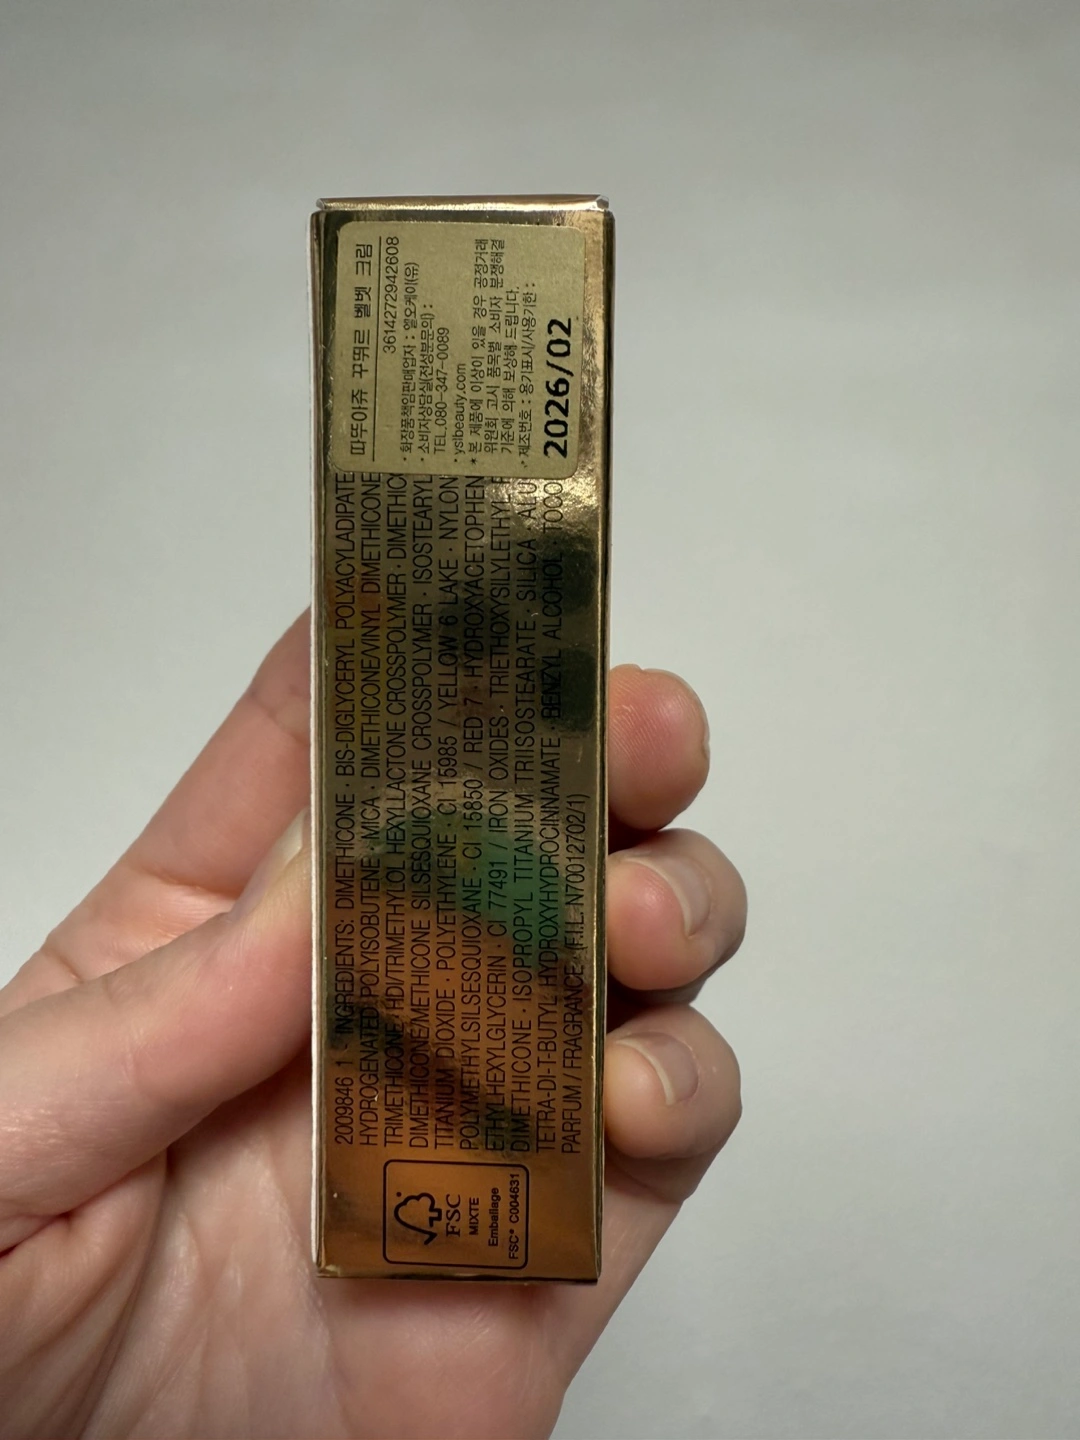 따뚜아쥬 꾸뛰르 벨벳 크림
3614272942608
· 화장품책임판매업자 : 엘오케이(유)
· 소비자상담실(전성분문의) :
TEL.080-347-0089
· yslbeauty.com
* 본 제품에 이상이 있을 경우 공정거래
위원회 고시 품목별 소비자 분쟁해결
기준에 의해 보상해 드립니다.
· 제조번호 : 용기표시/사용기한 :
2026/02
2009846 1 INGREDIENTS: DIMETHICONE · BIS-DIGLYCERYL POLYACYLADIPATE
HYDROGENATED POLYISOBUTENE · MICA · DIMETHICONE/VINYL DIMETHICONE
TRIMETHICONE · HDI/TRIMETHYLOL HEXYLLACTONE CROSSPOLYMER · DIMETHIC
DIMETHICONE/METHICONE SILSESQUIOXANE CROSSPOLYMER · ISOSTEARYL
TITANIUM DIOXIDE · POLYETHYLENE · CI 15985 / YELLOW 6 LAKE · NYLON
POLYMETHYLSILSESQUIOXANE · CI 15850 / RED 7 · HYDROXYACETOPHEN
ETHYLHEXYLGLYCERIN · CI 77491 / IRON OXIDES · TRIETHOXYSILYLETHYL
DIMETHICONE · ISOPROPYL TITANIUM TRIISOSTEARATE · SILICA · ALU
TETRA-DI-T-BUTYL HYDROXYHYDROCINNAMATE · BENZYL ALCOHOL · TOCO
PARFUM / FRAGRANCE (F.I.L. N70012702/1)
FSC
MIXTE
Emballage
FSC® C004631